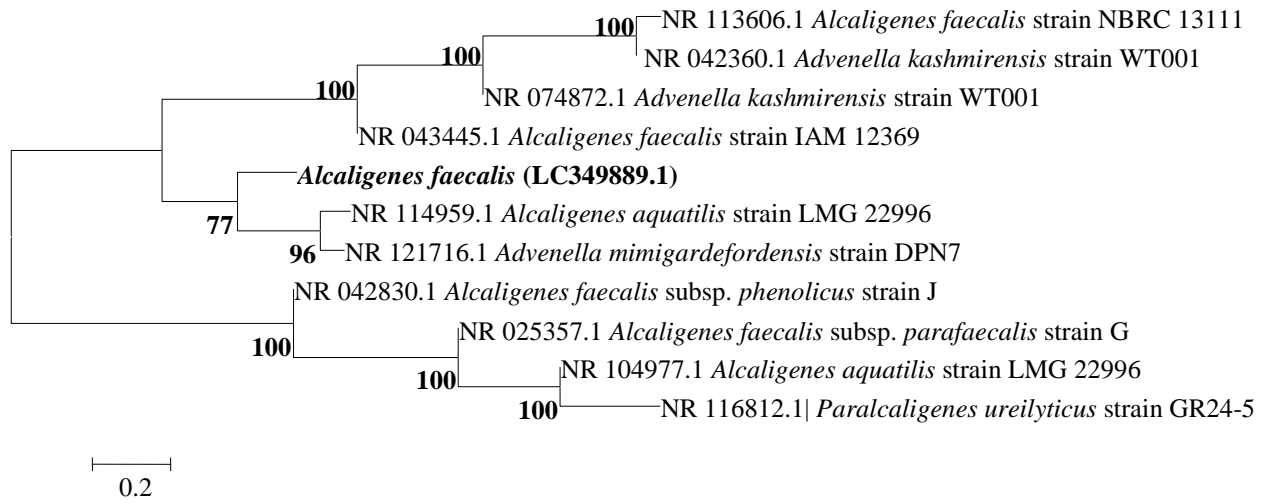 100 NR 113606.1 Alcaligenes faecalis strain NBRC 13111
100 NR 042360.1 Advenella kashmirensis strain WT001
100 NR 074872.1 Advenella kashmirensis strain WT001
NR 043445.1 Alcaligenes faecalis strain IAM 12369
Alcaligenes faecalis (LC349889.1)
77 NR 114959.1 Alcaligenes aquatilis strain LMG 22996
96 NR 121716.1 Advenella mimigardefordensis strain DPN7
NR 042830.1 Alcaligenes faecalis subsp. phenolicus strain J
100 NR 025357.1 Alcaligenes faecalis subsp. parafaecalis strain G
100 NR 104977.1 Alcaligenes aquatilis strain LMG 22996
100 NR 116812.1| Paralcaligenes ureilyticus strain GR24-5
0.2